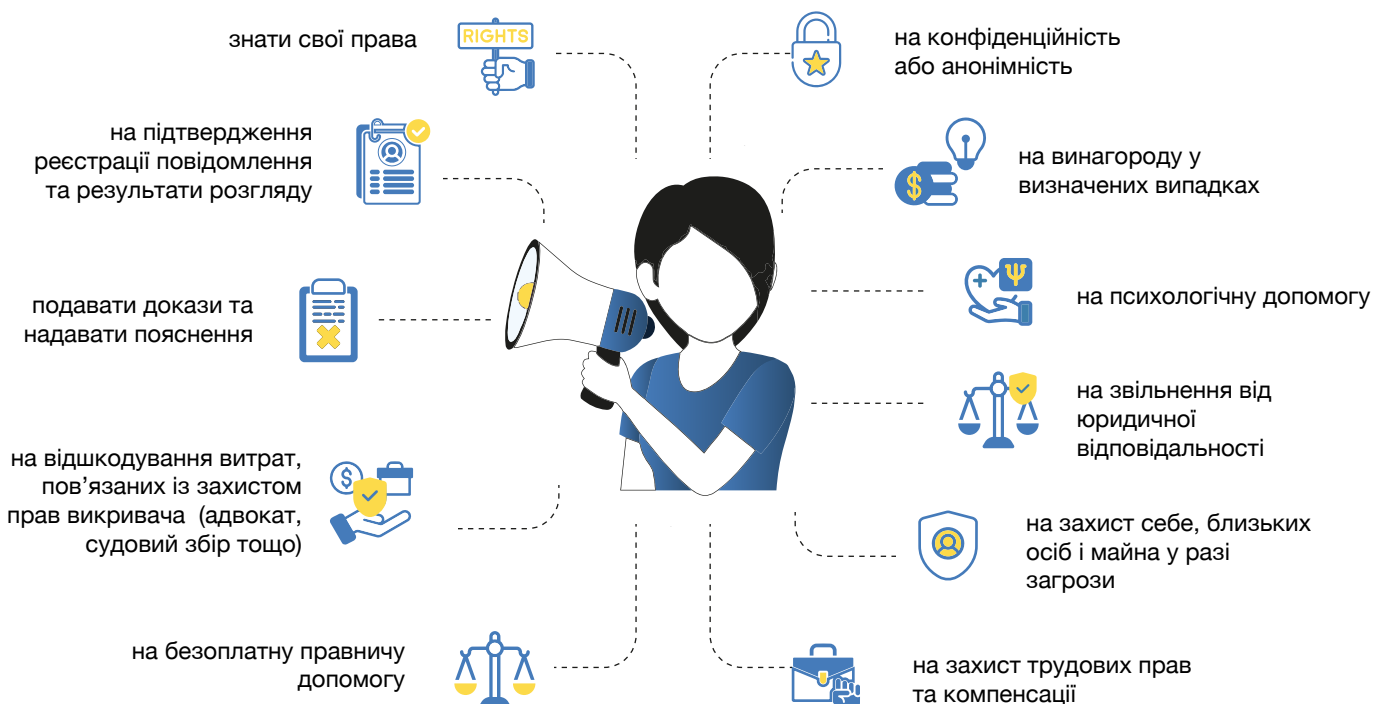 знати свої права
RIGHTS
на підтвердження
реєстрації повідомлення
та результати розгляду
подавати докази та
надавати пояснення
на відшкодування витрат,
пов’язаних із захистом
прав викривача (адвокат,
судовий збір тощо)
на безоплатну правничу
допомогу
на конфіденційність
або анонімність
на винагороду у
визначених випадках
на психологічну допомогу
на звільнення від
юридичної
відповідальності
на захист себе, близьких
осіб і майна у разі
загрози
на захист трудових прав
та компенсації